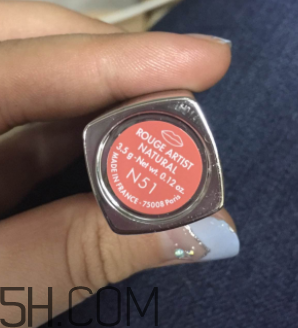 ROUGE ARTIST
NATURAL
3.5 g - Net wt. 0.12 oz.
N51
MADE IN FRANCE - 75008 Paris
5H.COM